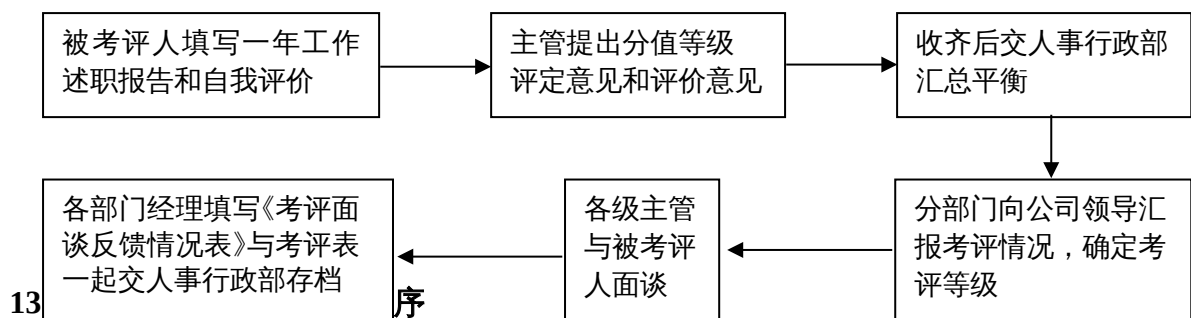 被考评人填写一年工作
述职报告和自我评价
主管提出分值等级
评定意见和评价意见
收齐后交人事行政部
汇总平衡
分部门向公司领导汇
报考评情况，确定考
评等级
各级主管
与被考评
人面谈
各部门经理填写《考评面
谈反馈情况表》与考评表
一起交人事行政部存档
13
序